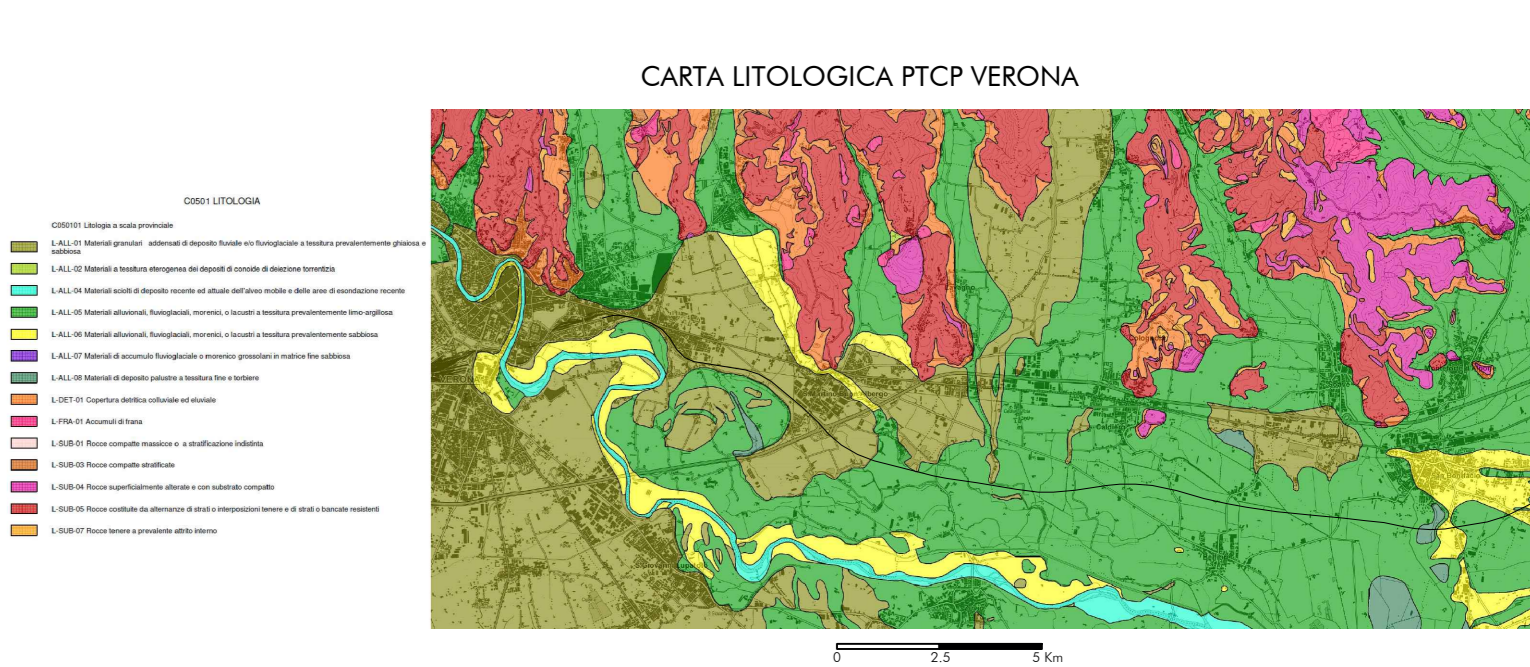 CARTA LITOLOGICA PTCP VERONA
C0501 LITOLOGIA
C050101 Litologia a scala provinciale
L-ALL-01 Materiali granulari addensati di deposito fluviale e/o fluvioglaciale a tessitura prevalentemente ghiaiosa e
sabbiosa
L-ALL-02 Materiali a tessitura eterogenea dei depositi di conoide di deiezione torrentizia
L-ALL-04 Materiali sciolti di deposito recente ed attuale dell'alveo mobile e delle aree di esondazione recente
L-ALL-05 Materiali alluvionali, fluvioglaciali, morenici, o lacustri a tessitura prevalentemente limo-argillosa
L-ALL-06 Materiali alluvionali, fluvioglaciali, morenici, o lacustri a tessitura prevalentemente sabbiosa
L-ALL-07 Materiali di accumulo fluvioglaciale o morenico grossolani in matrice fine sabbiosa
L-ALL-08 Materiali di deposito palustre a tessitura fine e torbiere
L-DET-01 Copertura detritica colluviale ed eluviale
L-FRA-01 Accumuli di frana
L-SUB-01 Rocce compatte massicce o a stratificazione indistinta
L-SUB-03 Rocce compatte stratificate
L-SUB-04 Rocce superficialmente alterate e con substrato compatto
L-SUB-05 Rocce costituite da alternanze di strati o interposizioni tenere e di strati o bancate resistenti
L-SUB-07 Rocce tenere a prevalente attrito interno
VERONA
0 2.5 5 Km